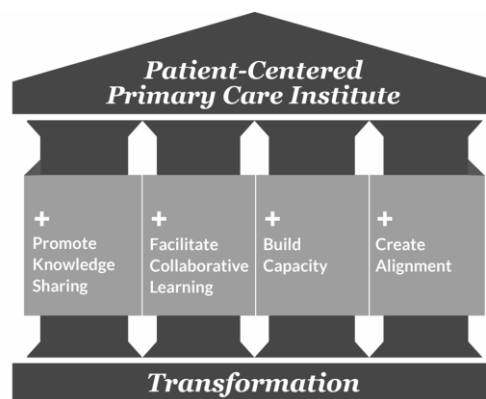 Patient-Centered
Primary Care Institute
+
Promote
Knowledge
Sharing
+
Facilitate
Collaborative
Learning
+
Build
Capacity
+
Create
Alignment
Transformation